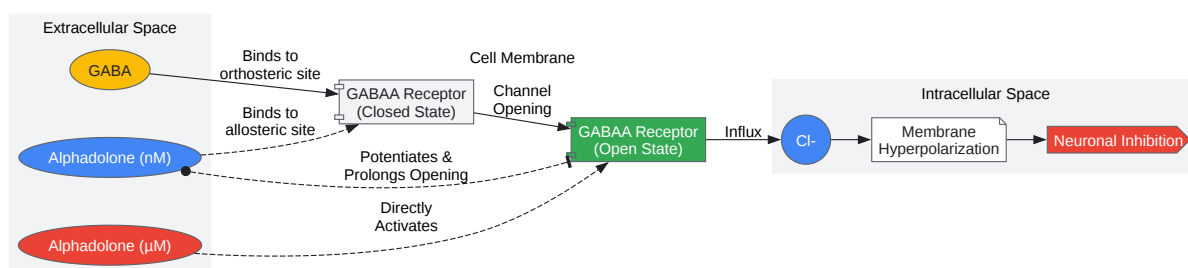 Extracellular Space
GABA
Alphadolone (nM)
Alphadolone (µM)
Binds to
orthosteric site
Binds to
allosteric site
Potentiates &
Prolongs Opening
Directly
Activates
Cell Membrane
GABAA Receptor
(Closed State)
Channel
Opening
GABAA Receptor
(Open State)
Influx
Intracellular Space
Cl-
Membrane
Hyperpolarization
Neuronal Inhibition